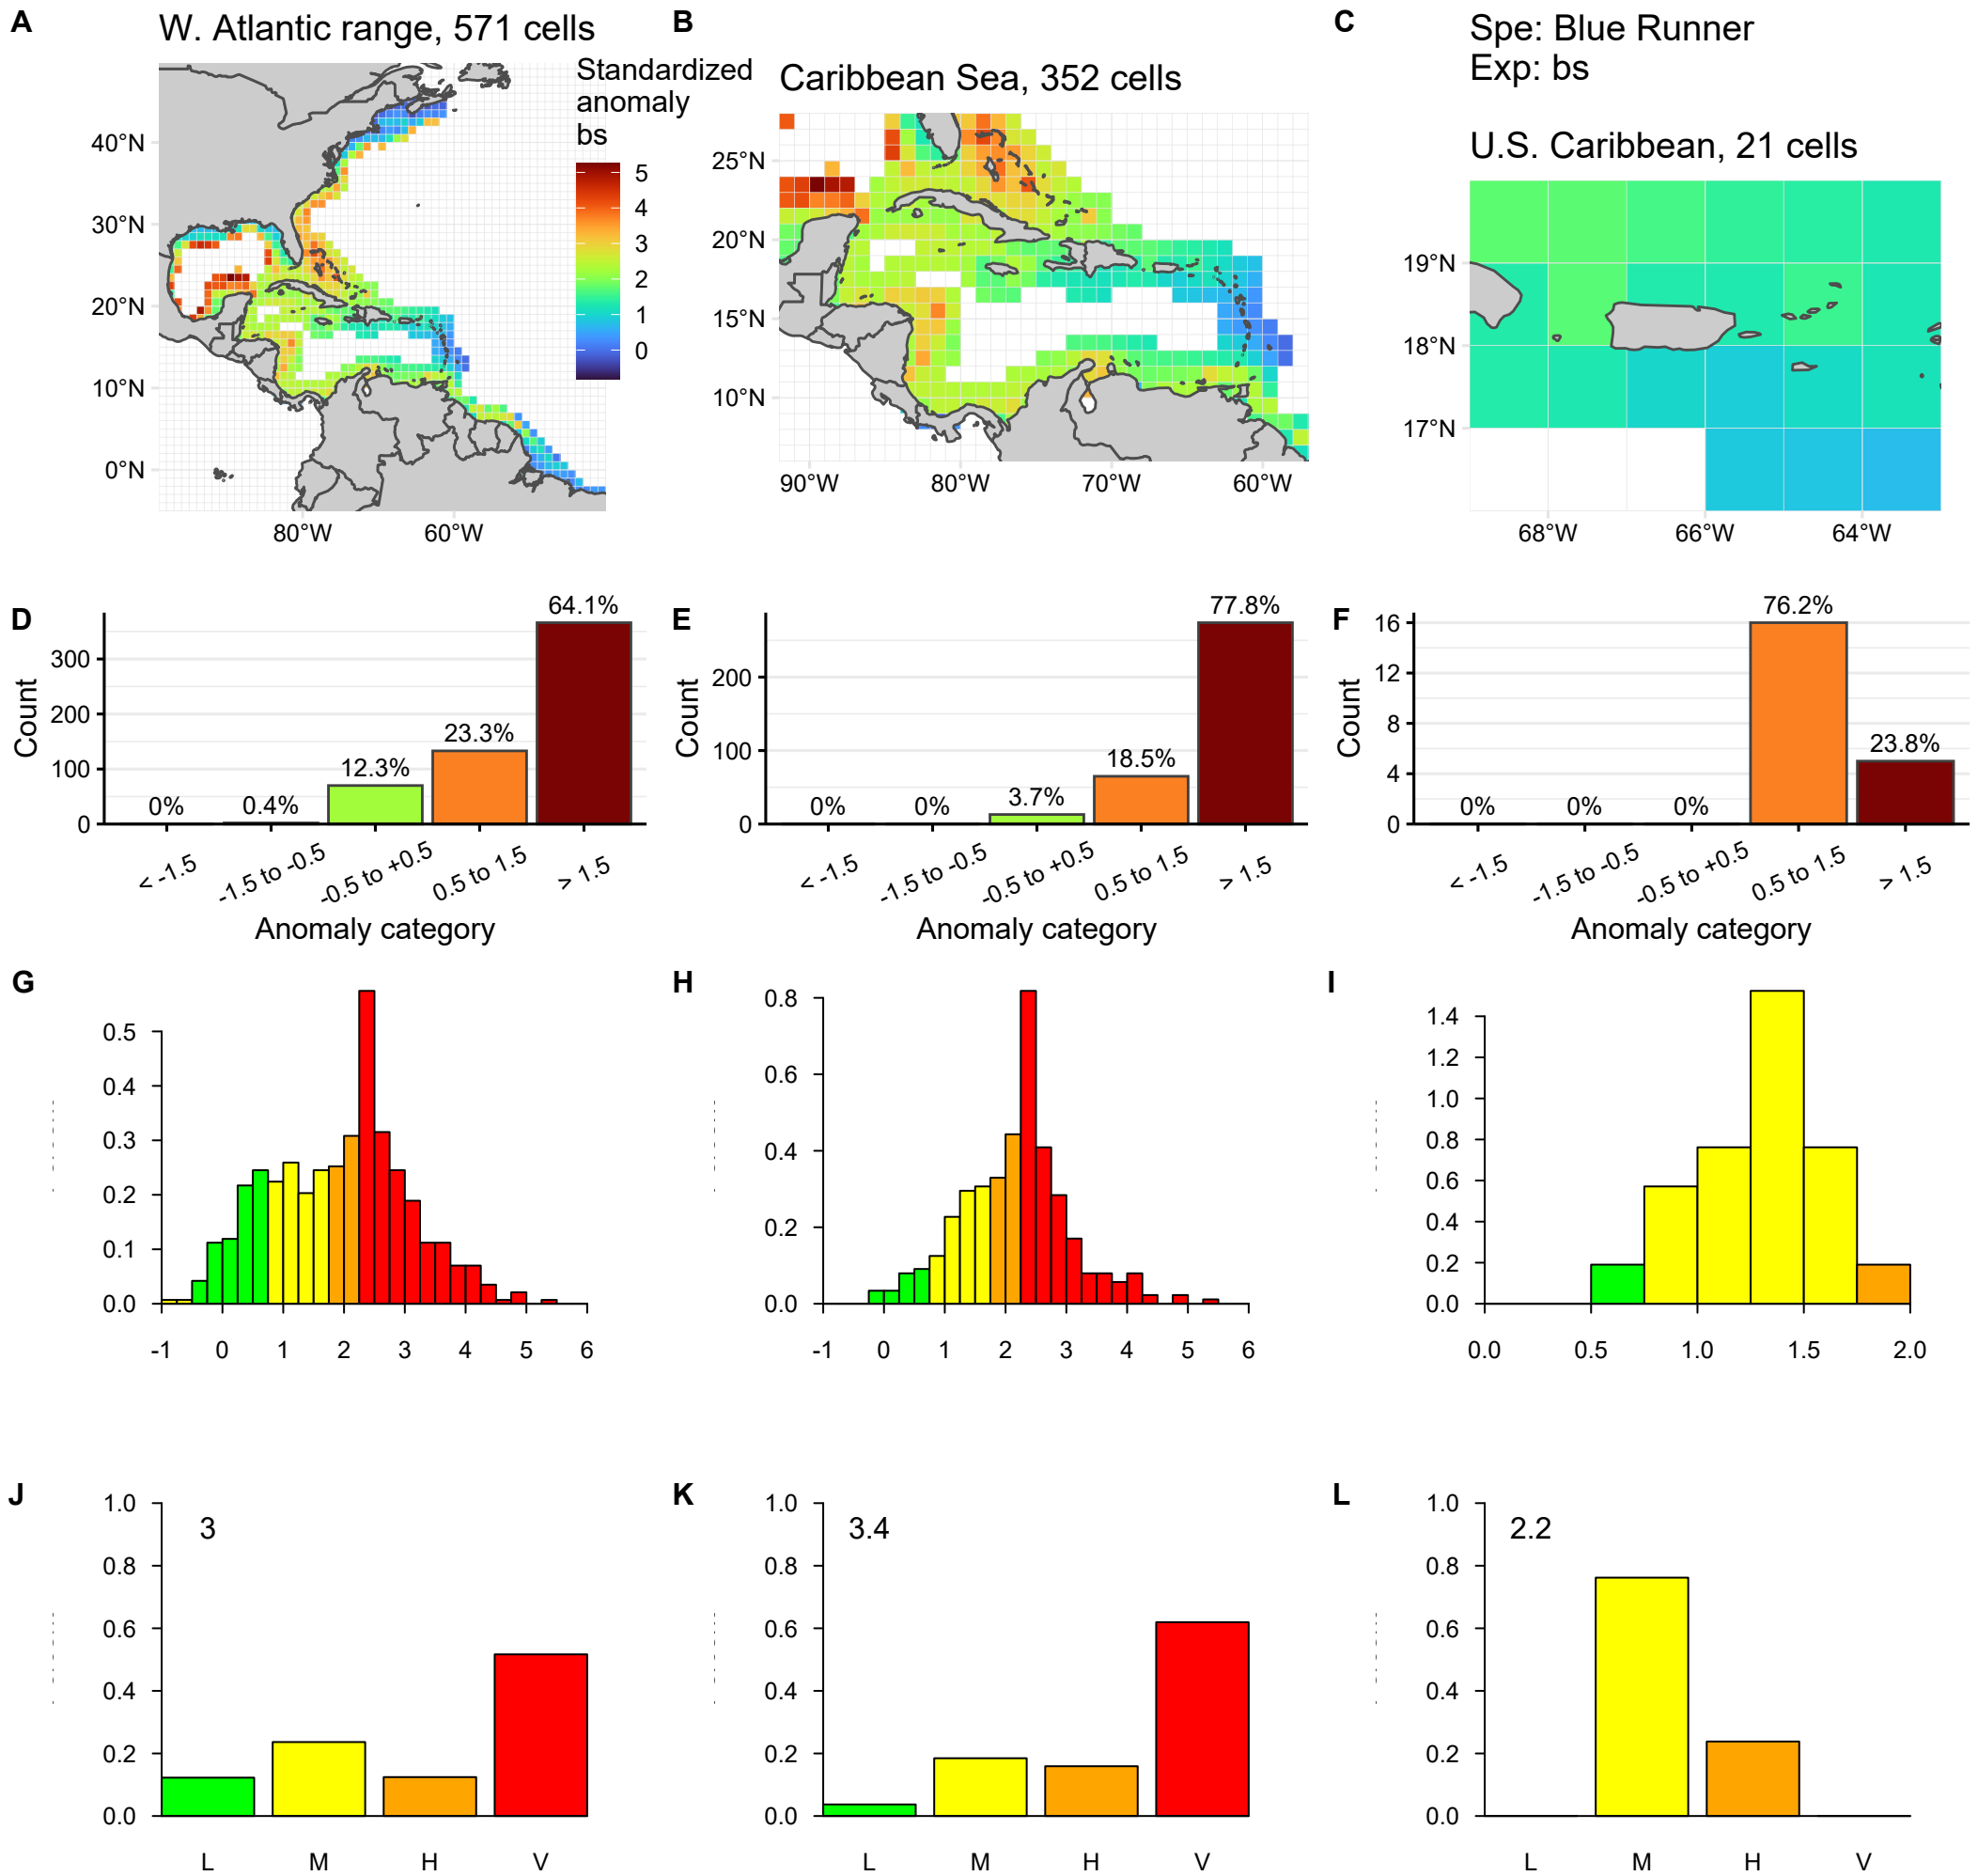 A
W. Atlantic range, 571 cells
Standardized
anomaly
bs
5
4
3
2
1
0
40°N
30°N
20°N
10°N
0°N
80°W
60°W
B
Caribbean Sea, 352 cells
25°N
20°N
15°N
10°N
90°W
80°W
70°W
60°W
C
Spe: Blue Runner
Exp: bs
U.S. Caribbean, 21 cells
19°N
18°N
17°N
68°W
66°W
64°W
D
Count
300
200
100
0
0%
0.4%
12.3%
23.3%
64.1%
< -1.5
-1.5 to -0.5
-0.5 to +0.5
0.5 to 1.5
> 1.5
Anomaly category
E
Count
200
100
0
0%
0%
3.7%
18.5%
77.8%
< -1.5
-1.5 to -0.5
-0.5 to +0.5
0.5 to 1.5
> 1.5
Anomaly category
F
Count
16
12
8
4
0
0%
0%
0%
76.2%
23.8%
< -1.5
-1.5 to -0.5
-0.5 to +0.5
0.5 to 1.5
> 1.5
Anomaly category
G
0.5
0.4
0.3
0.2
0.1
0.0
-1 0 1 2 3 4 5 6
H
0.8
0.6
0.4
0.2
0.0
-1 0 1 2 3 4 5 6
I
1.4
1.2
1.0
0.8
0.6
0.4
0.2
0.0
0.0 0.5 1.0 1.5 2.0
J
3
1.0
0.8
0.6
0.4
0.2
0.0
L M H V
K
3.4
1.0
0.8
0.6
0.4
0.2
0.0
L M H V
L
2.2
1.0
0.8
0.6
0.4
0.2
0.0
L M H V